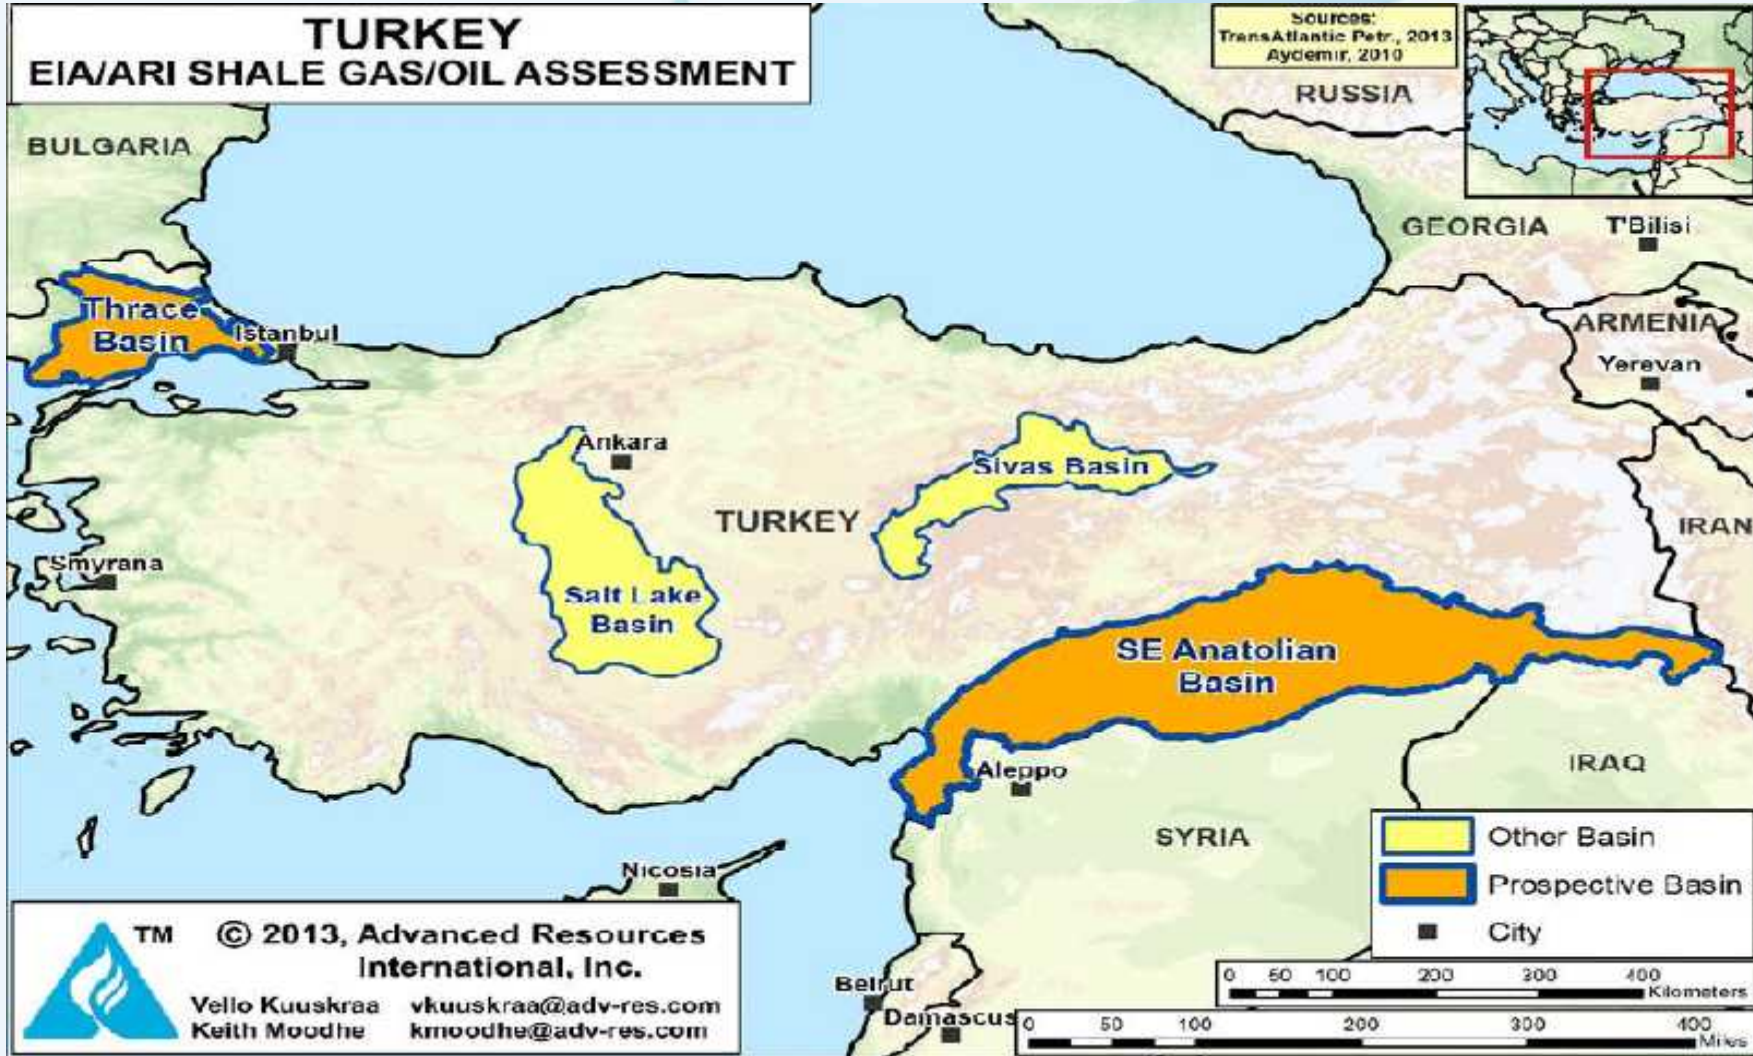 TURKEY
EIA/ARI SHALE GAS/OIL ASSESSMENT
Sources:
TransAtlantic Petr., 2013
Aydemir, 2010
RUSSIA
BULGARIA
GEORGIA
T'Bilisi
Thrace
Basin
Istanbul
ARMENIA
Yerevan
Ankara
Sivas Basin
TURKEY
IRAN
Smyrana
Salt Lake
Basin
SE Anatolian
Basin
Aleppo
IRAQ
SYRIA
Nicosia
Other Basin
Prospective Basin
City
TM
© 2013, Advanced Resources
International, Inc.
Vello Kuuskraa vkuuskraa@adv-res.com
Keith Moodhe kmoodhe@adv-res.com
Beirut
Damascus
0 50 100 200 300 400
Kilometers
0 50 100 200 300 400
Miles